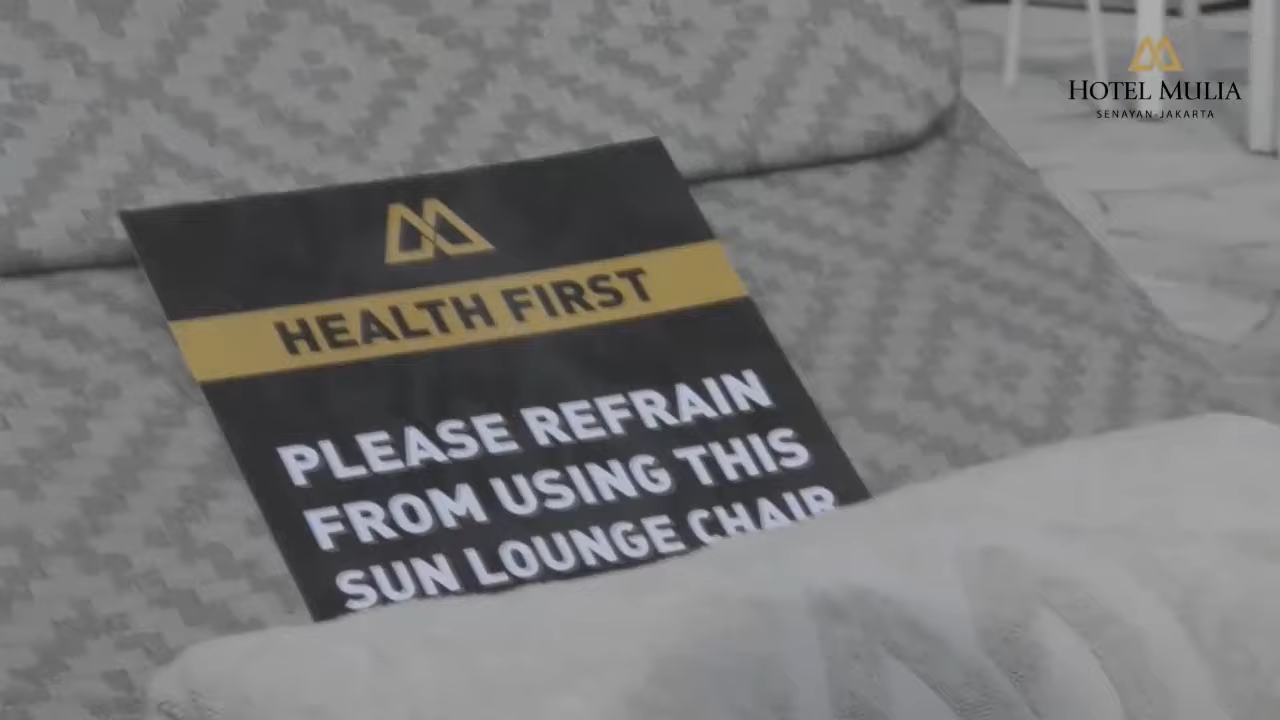 HOTEL MULIA
SENAYAN-JAKARTA
HEALTH FIRST
PLEASE REFRAIN
FROM USING THIS
SUN LOUNGE CHAIR